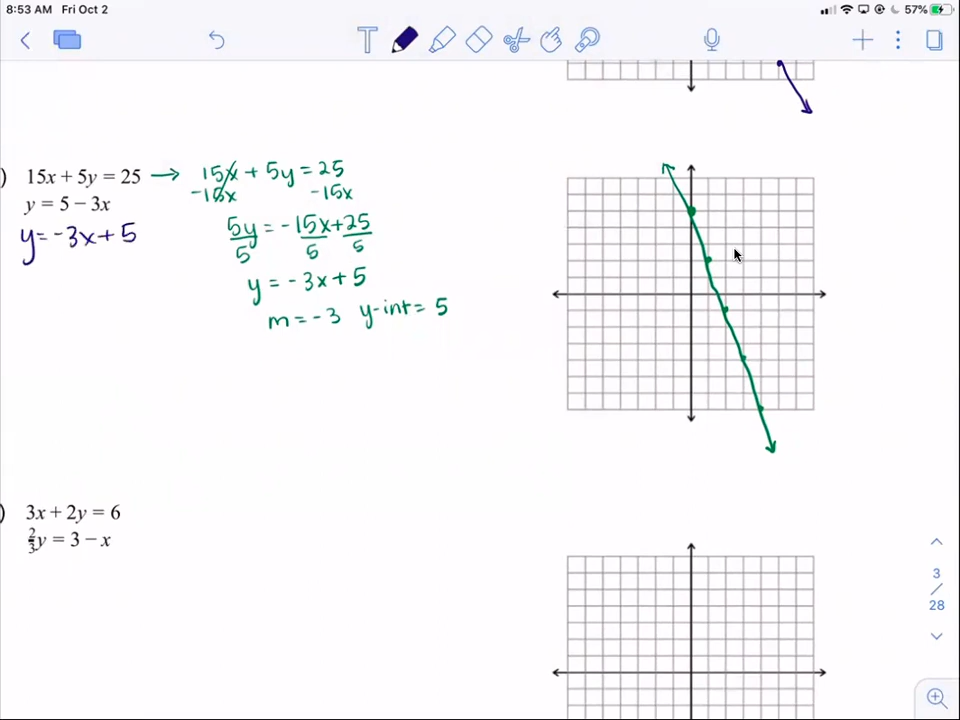 8:53 AM Fri Oct 2
57%
T
) 15x + 5y = 25 → 15x + 5y = 25
-15x -15x
y = 5 − 3x
y = -3x + 5
5y = -15x + 25
5 5 5
y = -3x + 5
m = -3 y-int = 5
) 3x + 2y = 6
2/3 y = 3 − x
3
/
28